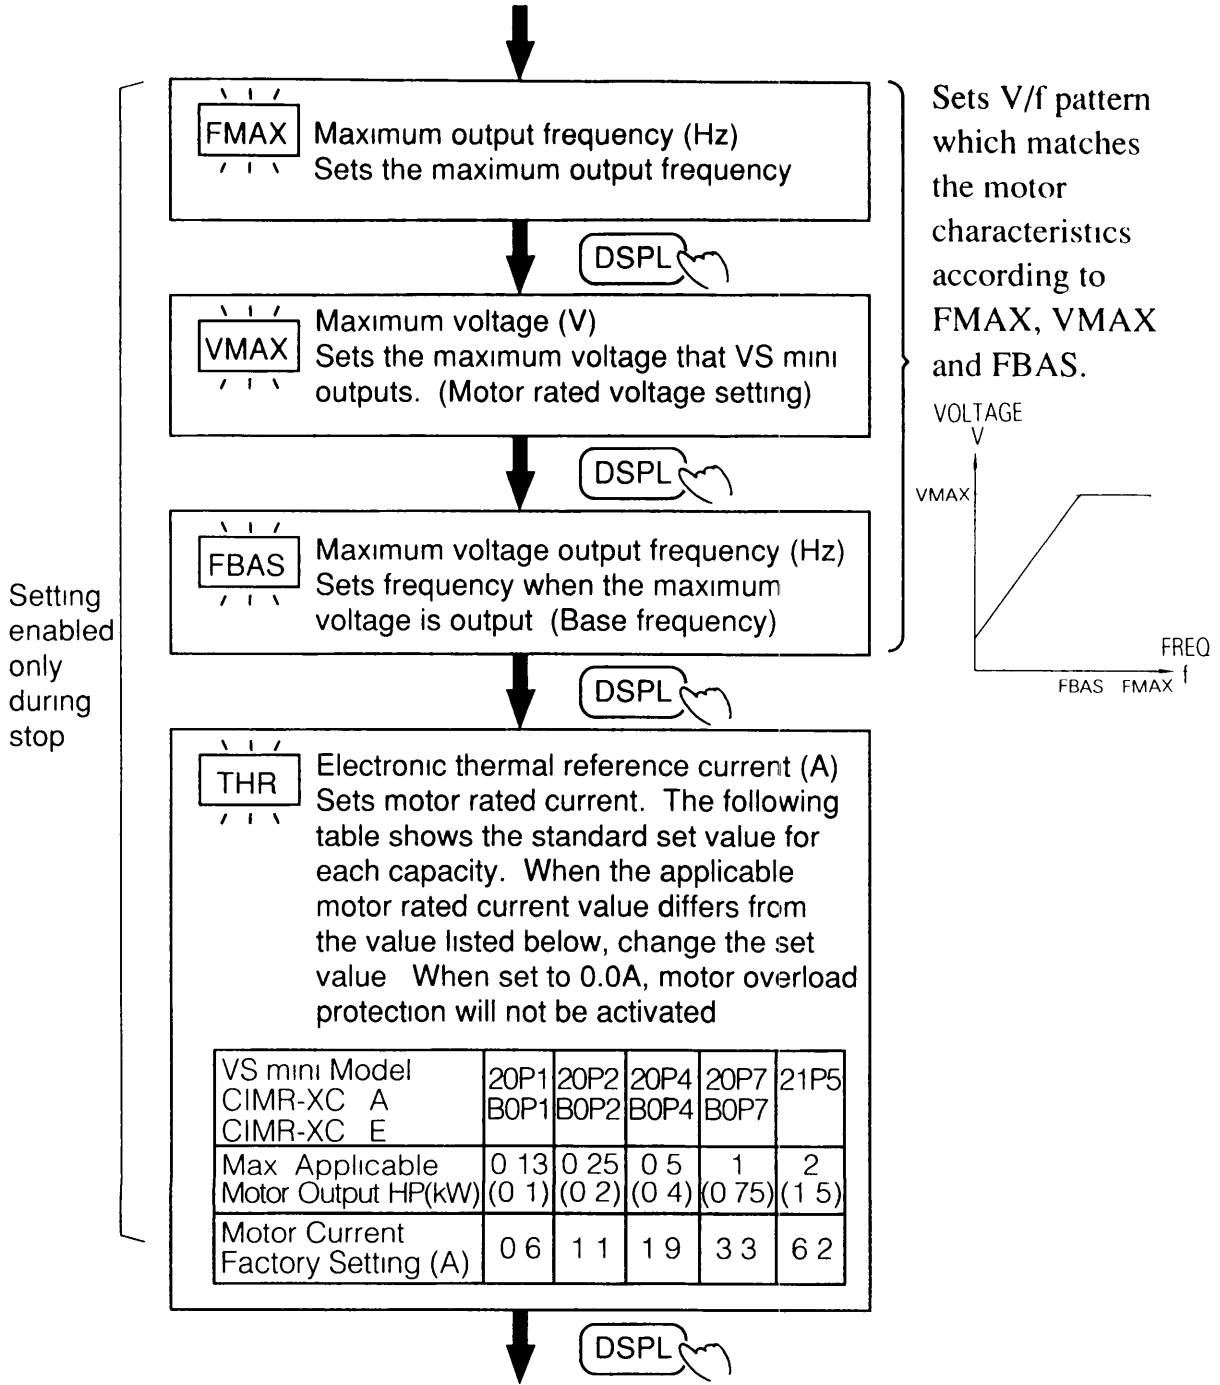 FMAX
Maximum output frequency (Hz)
Sets the maximum output frequency
DSPL
VMAX
Maximum voltage (V)
Sets the maximum voltage that VS mini
outputs. (Motor rated voltage setting)
DSPL
FBAS
Maximum voltage output frequency (Hz)
Sets frequency when the maximum
voltage is output (Base frequency)
DSPL
THR
Electronic thermal reference current (A)
Sets motor rated current. The following
table shows the standard set value for
each capacity. When the applicable
motor rated current value differs from
the value listed below, change the set
value When set to 0.0A, motor overload
protection will not be activated
VS mini Model
CIMR-XC A
CIMR-XC E
20P1 20P2 20P4 20P7 21P5
B0P1 B0P2 B0P4 B0P7
Max Applicable
Motor Output HP(kW)
0 13 0 25 0 5 1 2
(0 1) (0 2) (0 4) (0 75) (1 5)
Motor Current
Factory Setting (A)
0 6 1 1 1 9 3 3 6 2
DSPL
Setting
enabled
only
during
stop
Sets V/f pattern
which matches
the motor
characteristics
according to
FMAX, VMAX
and FBAS.
VOLTAGE
V
VMAX
FREQ
f
FBAS FMAX